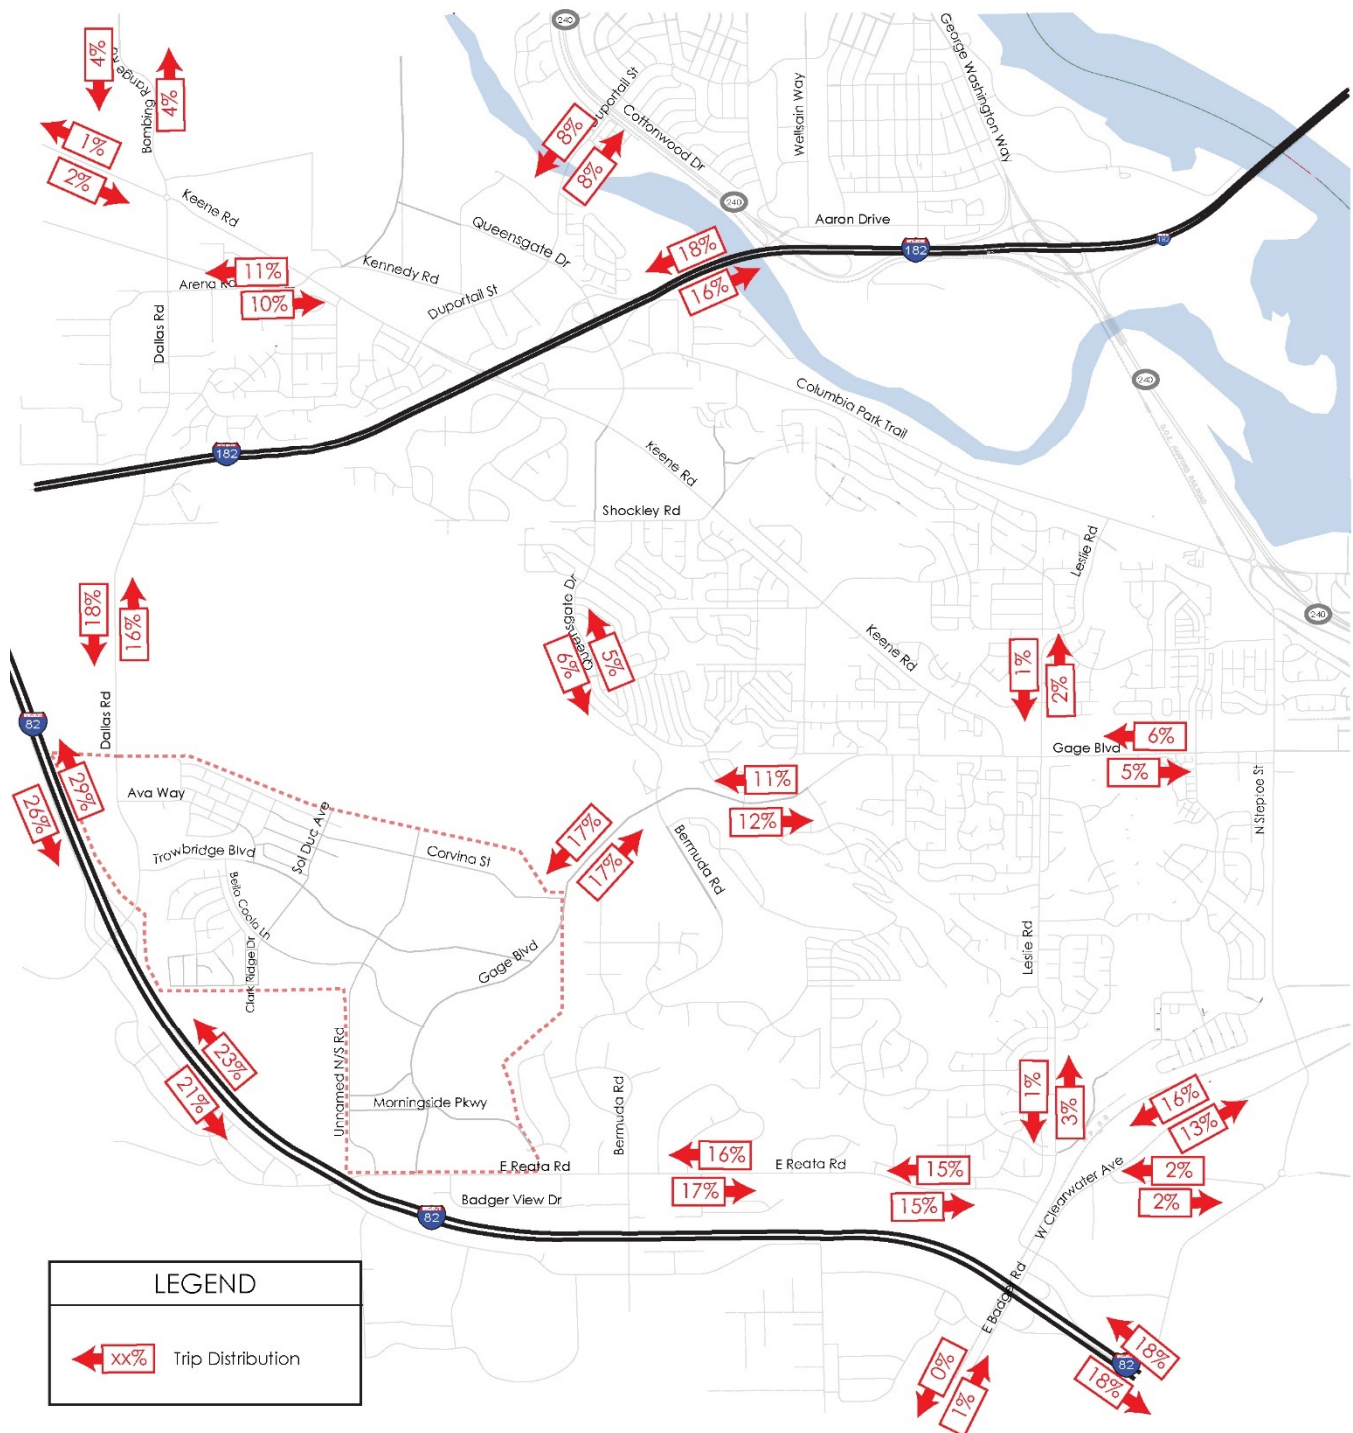 240
George Washington Way
4%
Range Rd
Bombing
4%
Duportail St
Wellsain Way
8%
8%
Cottonwood Dr
1%
2%
Keene Rd
240
Aaron Drive
Queensgate Dr
182
Kennedy Rd
18%
16%
11%
Arena Rd
10%
Duportail St
Dallas Rd
240
Columbia Park Trail
182
Keene Rd
Shockley Rd
Leslie Rd
18%
16%
Queensgate Dr
240
6%
5%
Keene Rd
1%
2%
82
Dallas Rd
6%
Gage Blvd
5%
29%
26%
Ava Way
11%
12%
N Steptoe St
Sol Duc Ave
17%
17%
Trowbridge Blvd
Corvina St
Bermuda Rd
Bella Coola Ln
Clark Ridge Dr
Gage Blvd
Leslie Rd
23%
21%
Unnamed N/S Rd
Morningside Pkwy
Bermuda Rd
1%
3%
16%
13%
16%
E Reata Rd
E Reata Rd
15%
2%
17%
15%
2%
Badger View Dr
W Clearwater Ave
82
E Badger Rd
LEGEND
xx% Trip Distribution
18%
82
18%
0%
1%